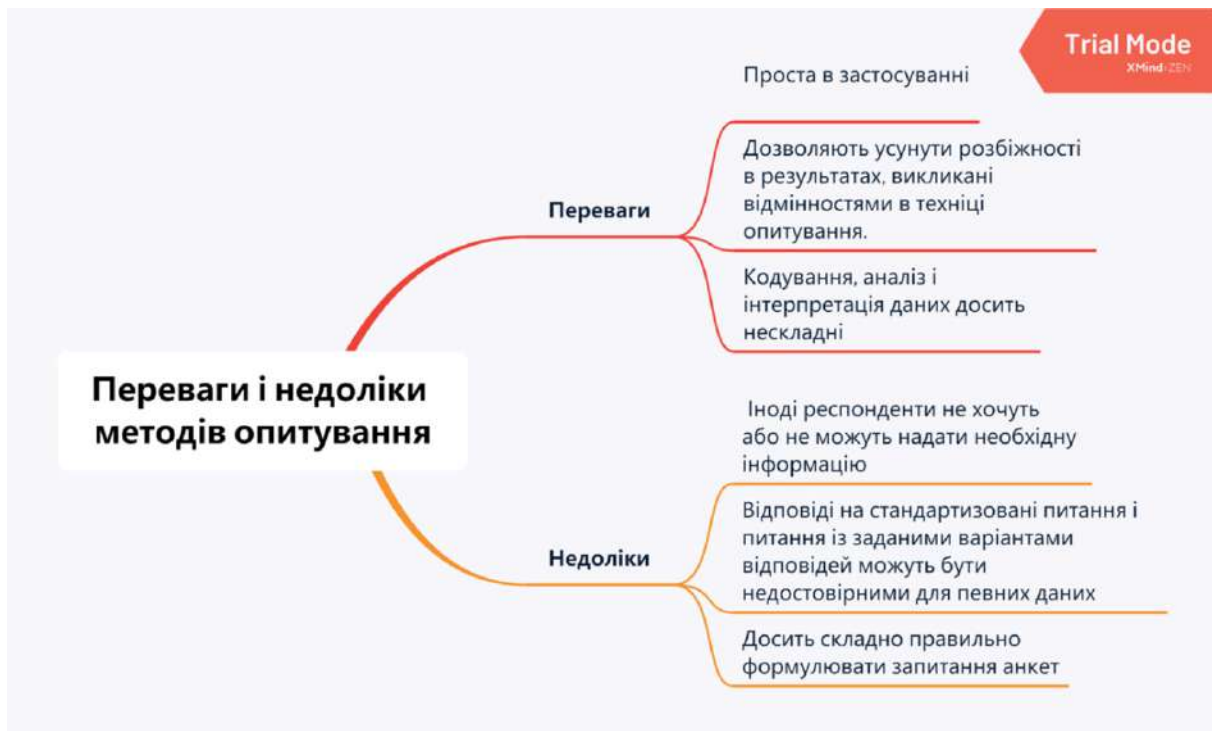 Trial Mode
XMind:ZEN
Проста в застосуванні
Дозволяють усунути розбіжності
в результатах, викликані
відмінностями в техніці
опитування.
Переваги
Кодування, аналіз і
інтерпретація даних досить
нескладні
Переваги і недоліки
методів опитування
Іноді респонденти не хочуть
або не можуть надати необхідну
інформацію
Відповіді на стандартизовані питання і
питання із заданими варіантами
відповідей можуть бути
недостовірними для певних даних
Недоліки
Досить складно правильно
формулювати запитання анкет